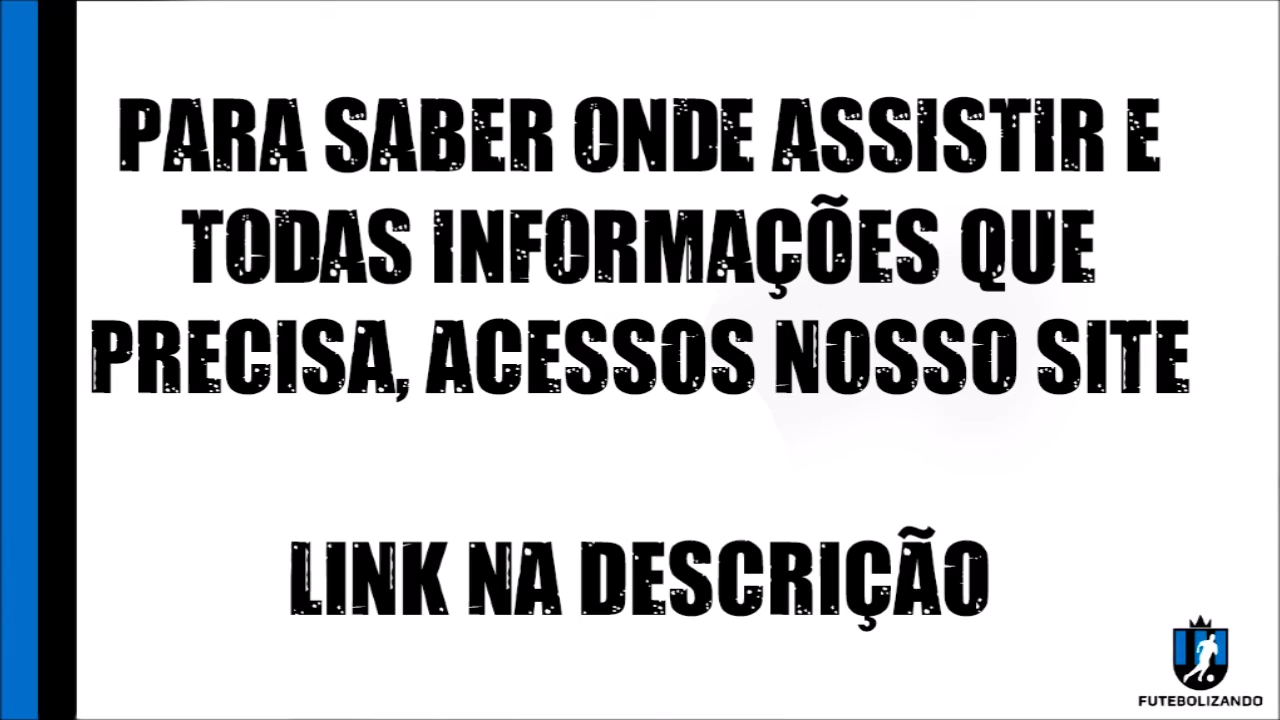 PARA SABER ONDE ASSISTIR E
TODAS INFORMAÇÕES QUE
PRECISA, ACESSOS NOSSO SITE
LINK NA DESCRIÇÃO
FUTEBOLIZANDO